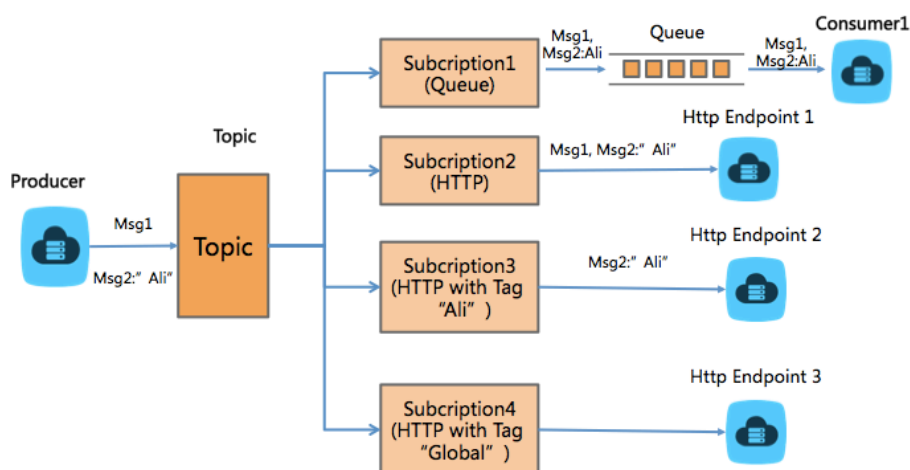 Consumer1
Queue
Msg1,
Msg2:Ali
Msg1,
Msg2:Ali
Subcription1
(Queue)
Http Endpoint 1
Topic
Msg1, Msg2:” Ali”
Subcription2
(HTTP)
Producer
Msg1
Topic
Msg2:” Ali”
Http Endpoint 2
Msg2:” Ali”
Subcription3
(HTTP with Tag
“Ali” )
Http Endpoint 3
Subcription4
(HTTP with Tag
“Global” )